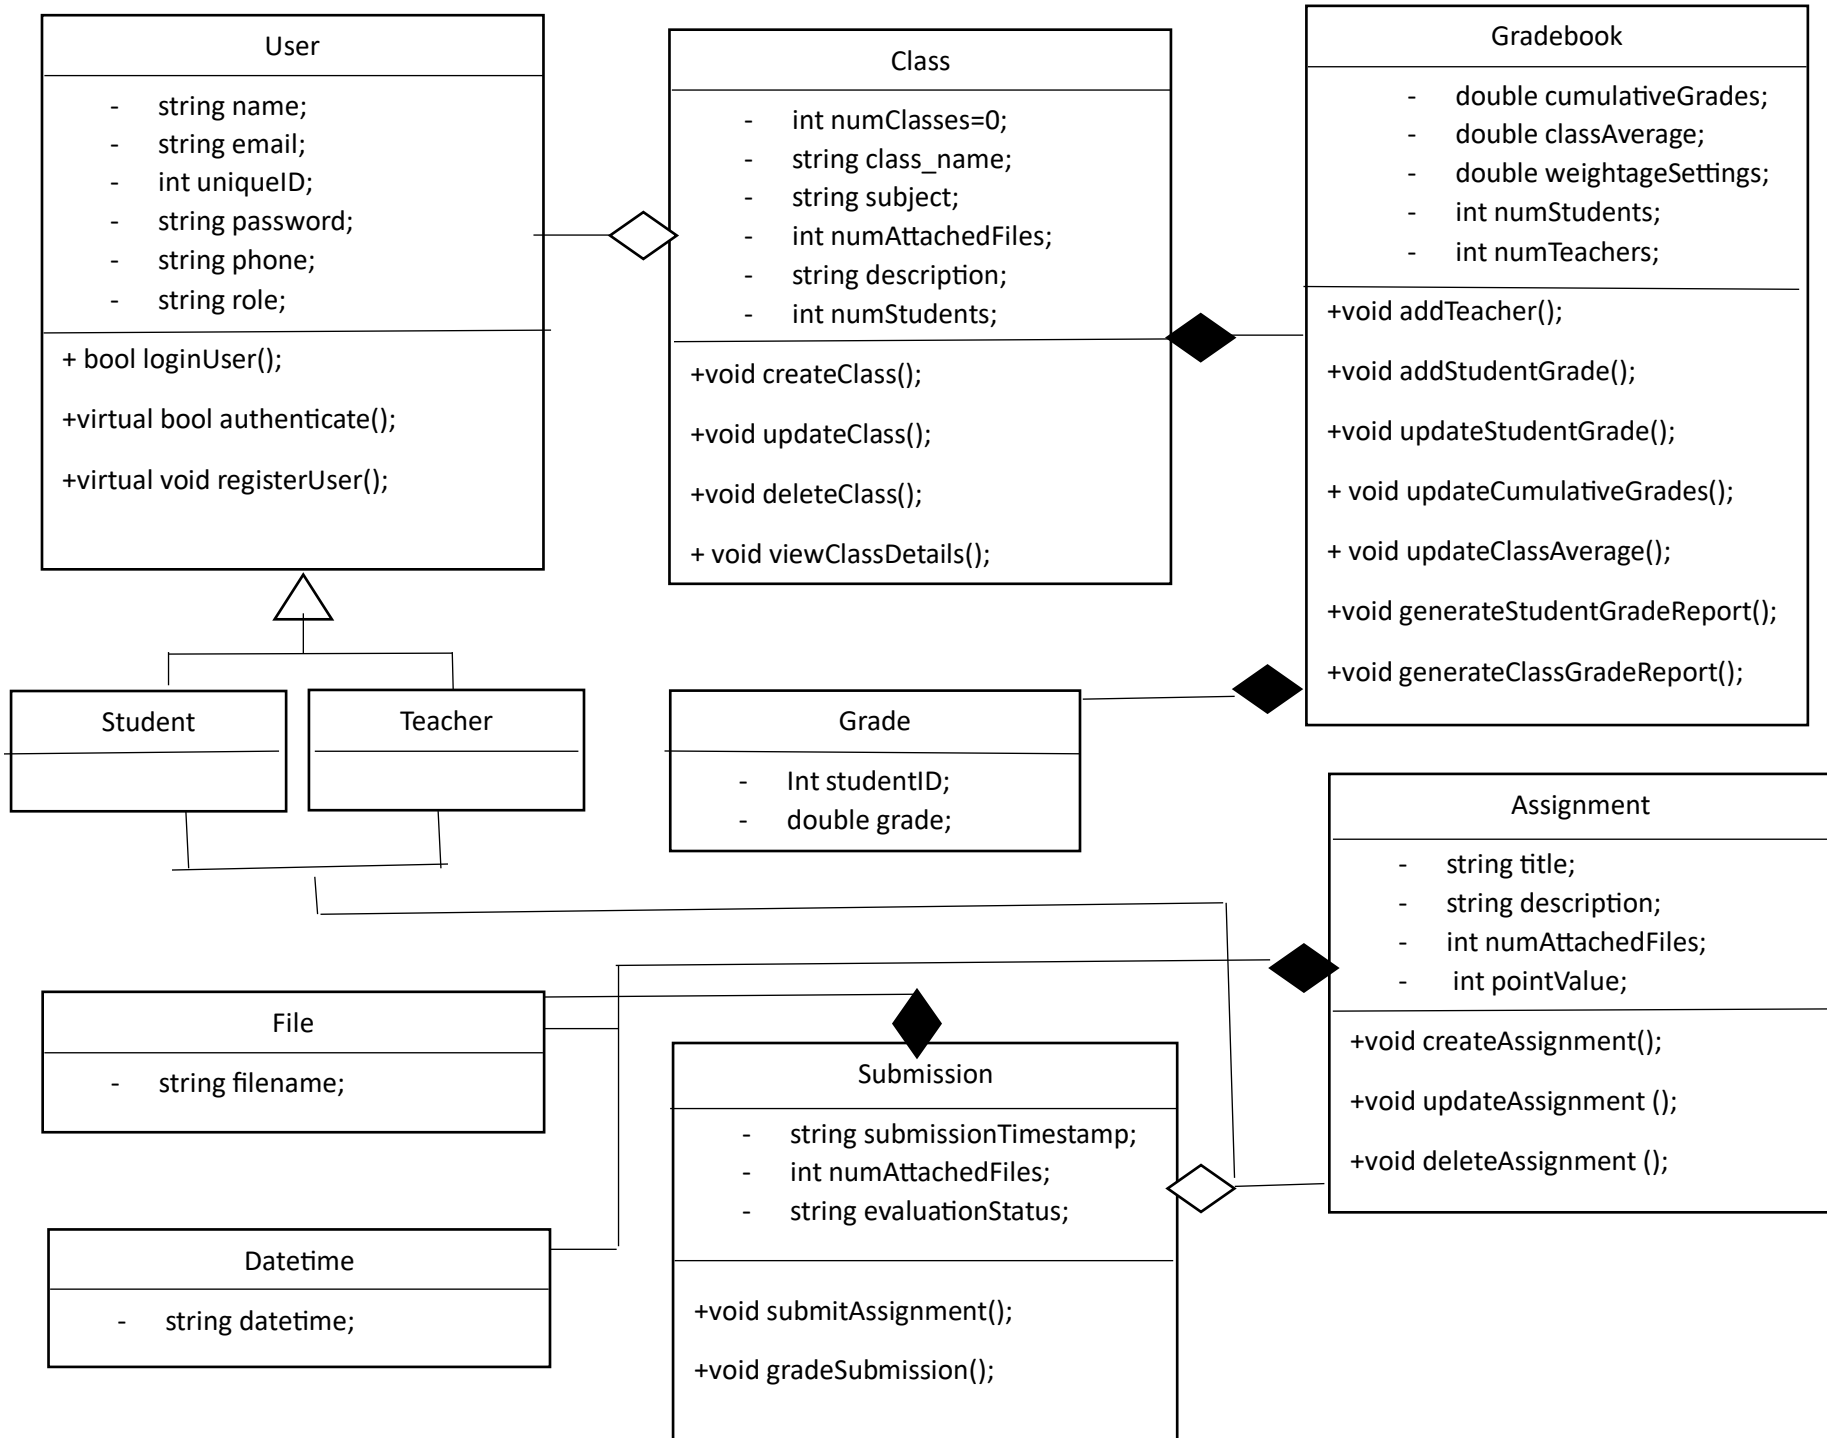 User
- string name;
- string email;
- int uniqueID;
- string password;
- string phone;
- string role;
+ bool loginUser();
+virtual bool authenticate();
+virtual void registerUser();
Class
- int numClasses=0;
- string class_name;
- string subject;
- int numAttachedFiles;
- string description;
- int numStudents;
+void createClass();
+void updateClass();
+void deleteClass();
+ void viewClassDetails();
Gradebook
- double cumulativeGrades;
- double classAverage;
- double weightageSettings;
- int numStudents;
- int numTeachers;
+void addTeacher();
+void addStudentGrade();
+void updateStudentGrade();
+ void updateCumulativeGrades();
+ void updateClassAverage();
+void generateStudentGradeReport();
+void generateClassGradeReport();
Student
Teacher
Grade
- Int studentID;
- double grade;
Assignment
- string title;
- string description;
- int numAttachedFiles;
- int pointValue;
+void createAssignment();
+void updateAssignment ();
+void deleteAssignment ();
File
- string filename;
Submission
- string submissionTimestamp;
- int numAttachedFiles;
- string evaluationStatus;
+void submitAssignment();
+void gradeSubmission();
Datetime
- string datetime;